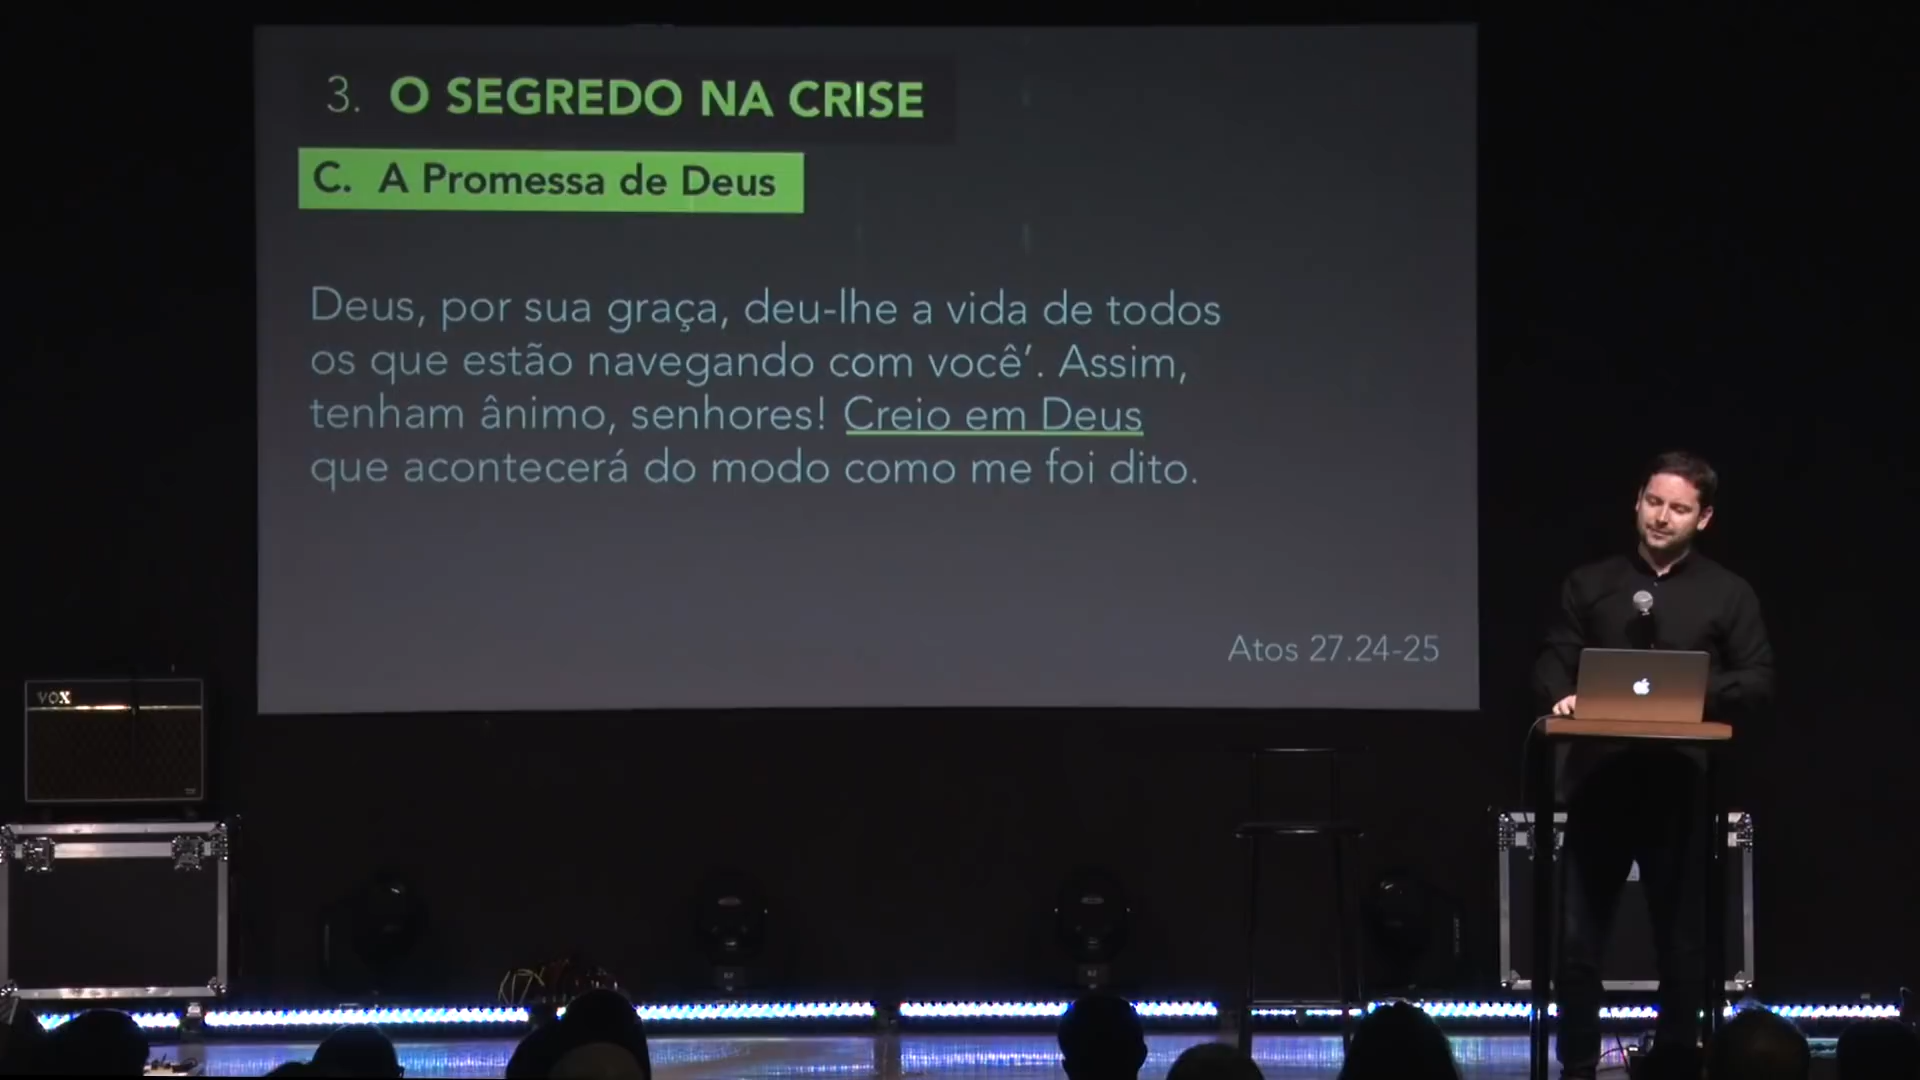 3. O SEGREDO NA CRISE
C. A Promessa de Deus
Deus, por sua graça, deu-lhe a vida de todos
os que estão navegando com você’. Assim,
tenham ânimo, senhores! Creio em Deus
que acontecerá do modo como me foi dito.
Atos 27.24-25
VOX